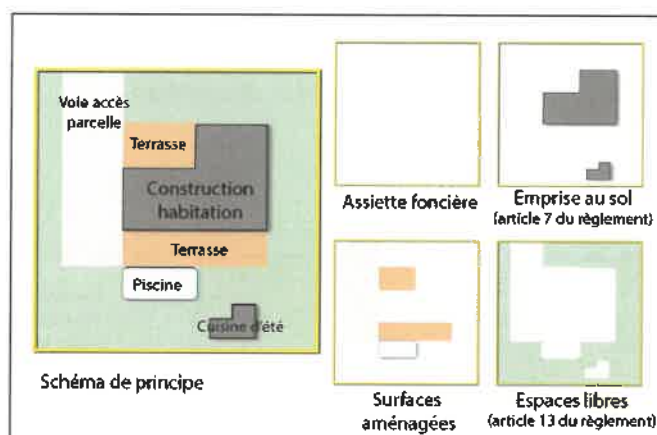 Voie accès
parcelle
Terrasse
Construction
habitation
Terrasse
Piscine
Cuisine d'été
Schéma de principe
Assiette foncière
Emprise au sol
(article 7 du règlement)
Surfaces
aménagées
Espaces libres
(article 13 du règlement)